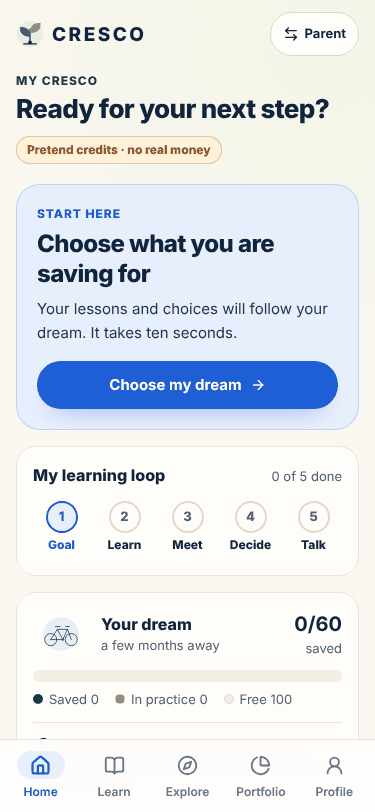 CRESCO
Parent
MY CRESCO
Ready for your next step?
Pretend credits · no real money
START HERE
Choose what you are
saving for
Your lessons and choices will follow your
dream. It takes ten seconds.
Choose my dream →
My learning loop
0 of 5 done
1 2 3 4 5
Goal Learn Meet Decide Talk
Your dream
0/60
a few months away
saved
Saved 0 In practice 0 Free 100
Home Learn Explore Portfolio Profile